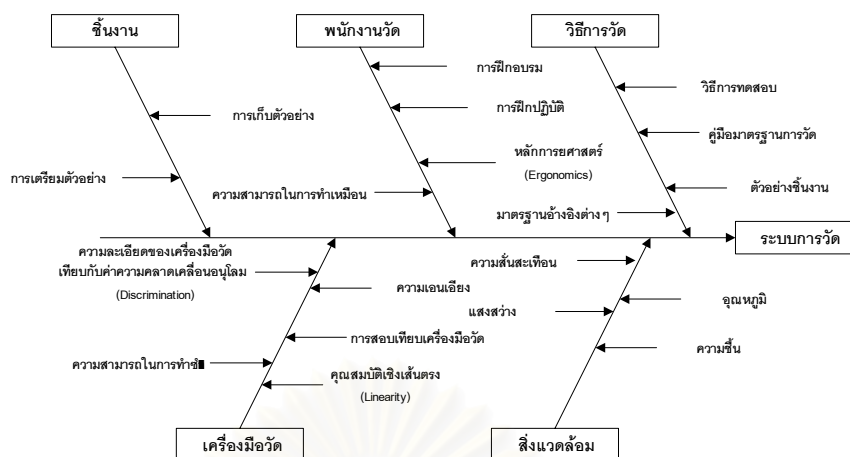 ชิ้นงาน
พนักงานวัด
วิธีการวัด
การฝึกอบรม
วิธีการทดสอบ
การเก็บตัวอย่าง
การฝึกปฏิบัติ
คู่มือมาตรฐานการวัด
การเตรียมตัวอย่าง
หลักการยศาสตร์
(Ergonomics)
ความสามารถในการทำเหมือน
ตัวอย่างชิ้นงาน
มาตรฐานอ้างอิงต่างๆ
ระบบการวัด
ความละเอียดของเครื่องมือวัด
เทียบกับค่าความคลาดเคลื่อนอนุโลม
(Discrimination)
ความสั่นสะเทือน
ความเอนเอียง
อุณหภูมิ
แสงสว่าง
การสอบเทียบเครื่องมือวัด
ความชื้น
ความสามารถในการ
คุณสมบัติเชิงเส้นตรง
(Linearity)
เครื่องมือวัด
สิ่งแวดล้อม